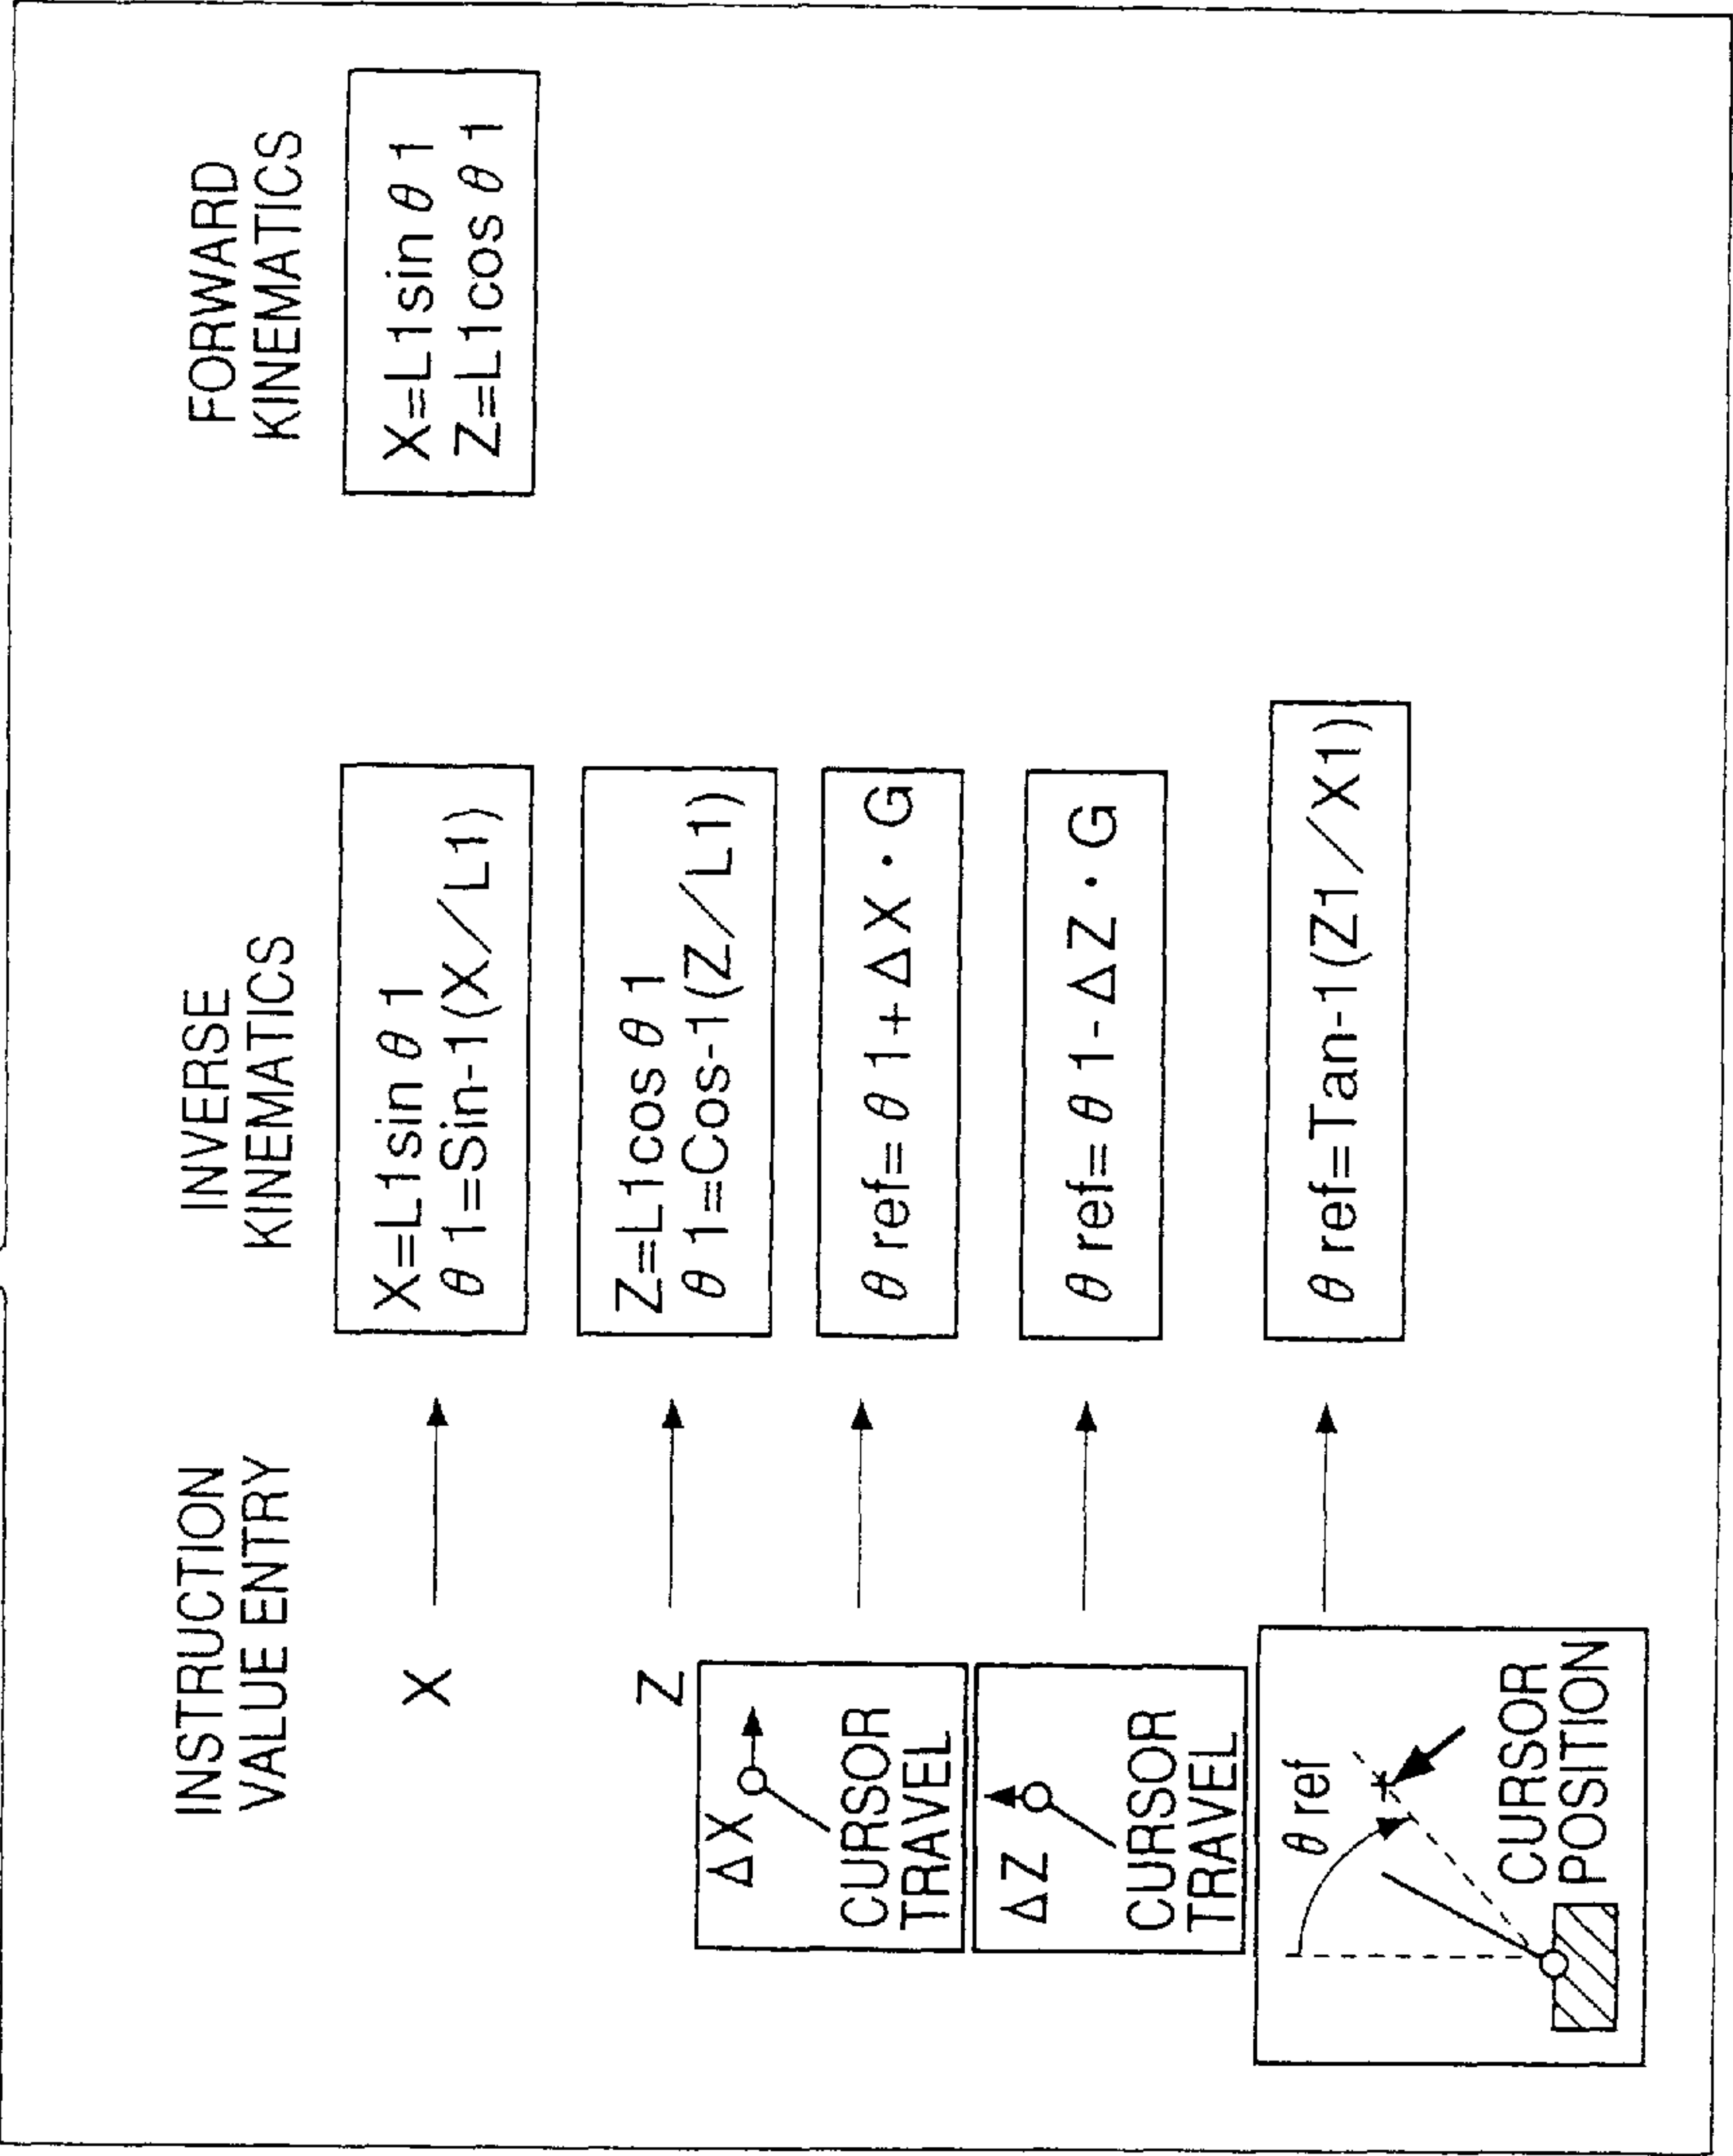 INSTRUCTION
VALUE ENTRY
INVERSE
KINEMATICS
FORWARD
KINEMATICS
X
X=L1sin θ 1
θ 1=Sin-1(X/L1)
X=L1sin θ 1
Z=L1cos θ 1
Z
Z=L1cos θ 1
θ 1=Cos-1(Z/L1)
ΔX
CURSOR
TRAVEL
θ ref= θ 1+ΔX・G
ΔZ
CURSOR
TRAVEL
θ ref= θ 1-ΔZ・G
θ ref
CURSOR
POSITION
θ ref=Tan-1(Z1/X1)